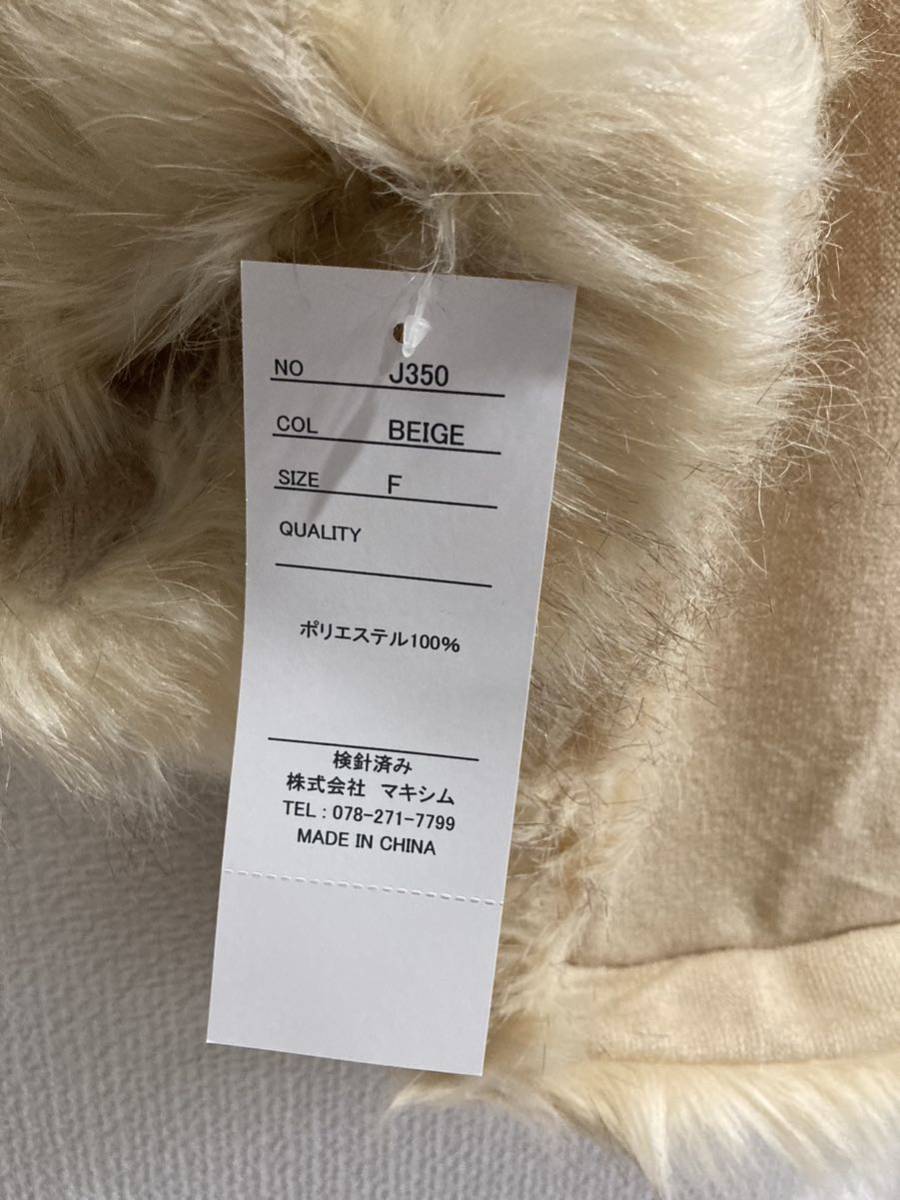 NO J350
COL BEIGE
SIZE F
QUALITY
ポリエステル100%
検針済み
株式会社 マキシム
TEL : 078-271-7799
MADE IN CHINA